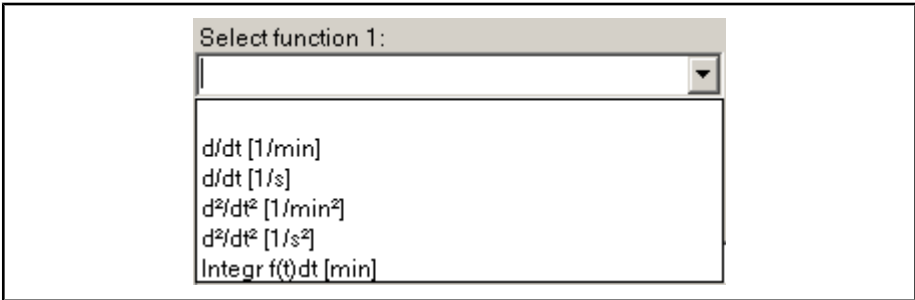 Select function 1:
d/dt [1/min]
d/dt [1/s]
d²/dt² [1/min²]
d²/dt² [1/s²]
Integr f(t)dt [min]